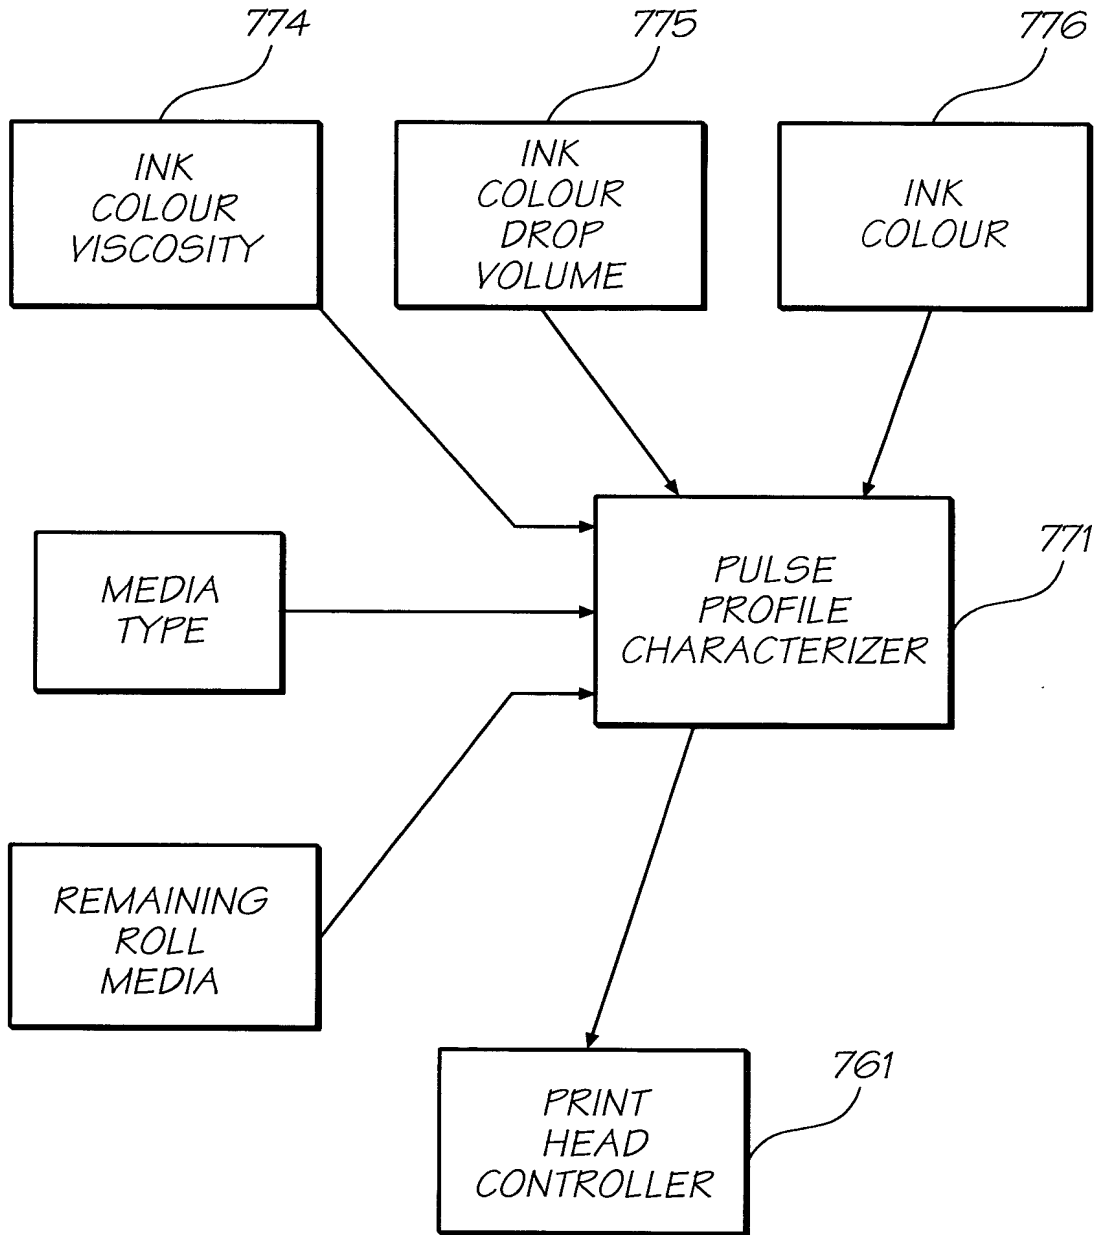 774
775
776
INK
COLOUR
VISCOSITY
INK
COLOUR
DROP
VOLUME
INK
COLOUR
771
MEDIA
TYPE
PULSE
PROFILE
CHARACTERIZER
REMAINING
ROLL
MEDIA
761
PRINT
HEAD
CONTROLLER